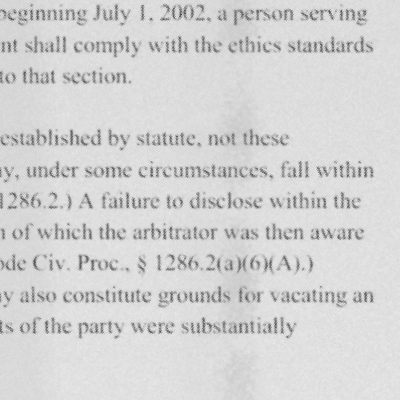 beginning July 1, 2002, a person serving
nt shall comply with the ethics standards
to that section.
established by statute, not these
ay, under some circumstances, fall within
1286.2.) A failure to disclose within the
n of which the arbitrator was then aware
ode Civ. Proc., § 1286.2(a)(6)(A).)
ay also constitute grounds for vacating an
ts of the party were substantially